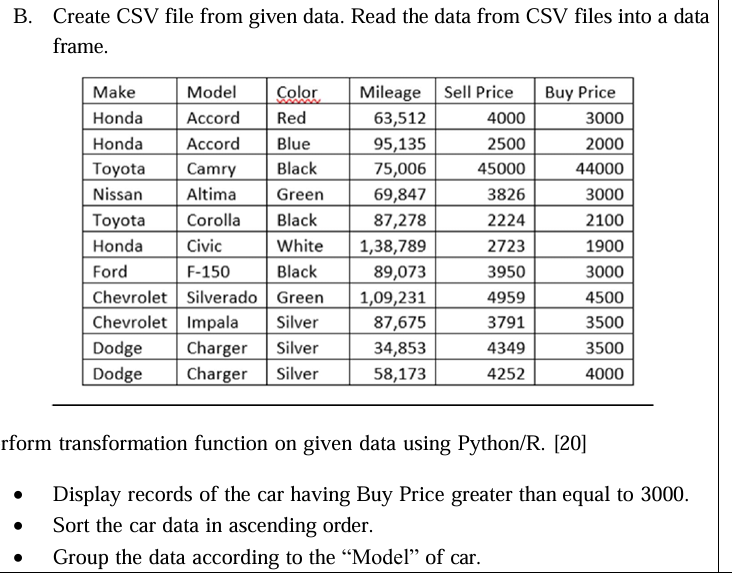 B. Create CSV file from given data. Read the data from CSV files into a data
frame.
Make Model Color Mileage Sell Price Buy Price
Honda Accord Red 63,512 4000 3000
Honda Accord Blue 95,135 2500 2000
Toyota Camry Black 75,006 45000 44000
Nissan Altima Green 69,847 3826 3000
Toyota Corolla Black 87,278 2224 2100
Honda Civic White 1,38,789 2723 1900
Ford F-150 Black 89,073 3950 3000
Chevrolet Silverado Green 1,09,231 4959 4500
Chevrolet Impala Silver 87,675 3791 3500
Dodge Charger Silver 34,853 4349 3500
Dodge Charger Silver 58,173 4252 4000
rform transformation function on given data using Python/R. [20]
• Display records of the car having Buy Price greater than equal to 3000.
• Sort the car data in ascending order.
• Group the data according to the “Model” of car.